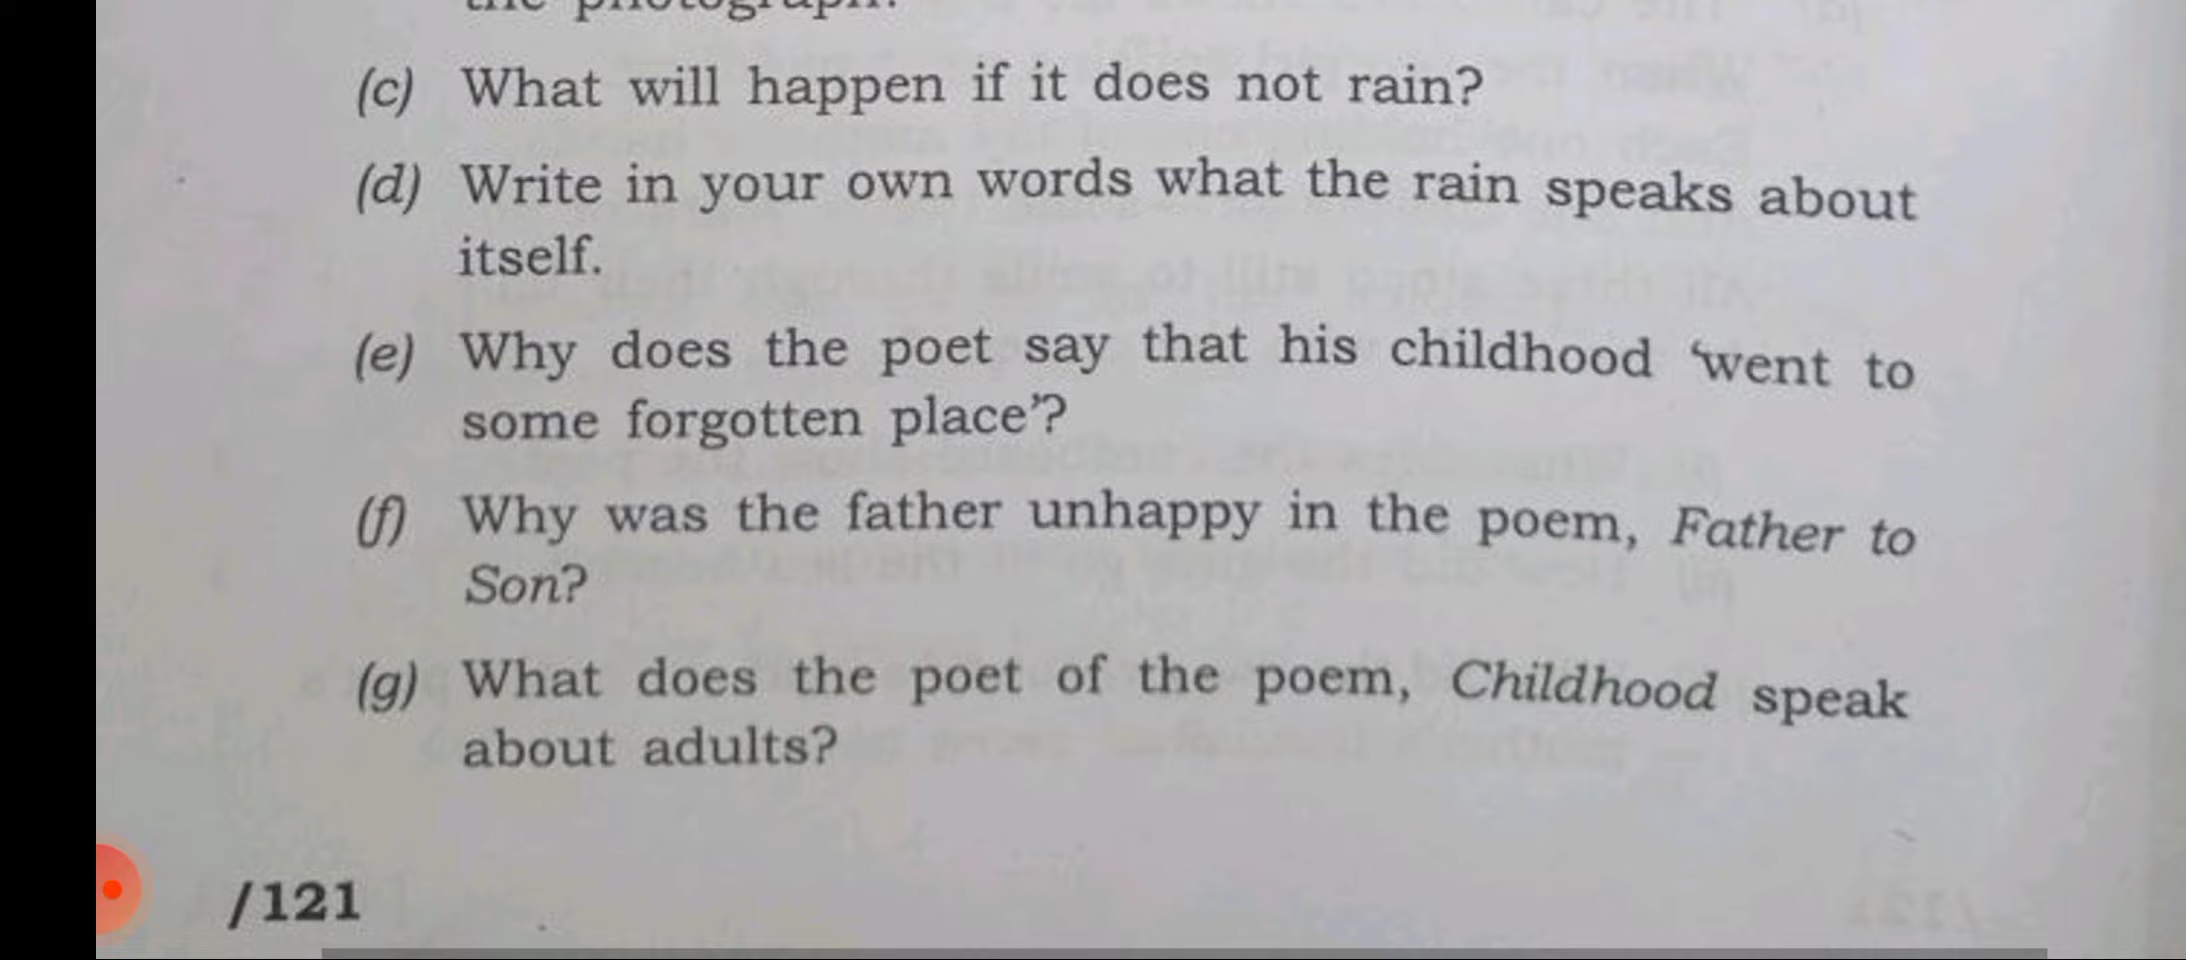 the photograph.
(c) What will happen if it does not rain?
(d) Write in your own words what the rain speaks about
itself.
(e) Why does the poet say that his childhood ‘went to
some forgotten place’?
(f) Why was the father unhappy in the poem, Father to
Son?
(g) What does the poet of the poem, Childhood speak
about adults?
/121